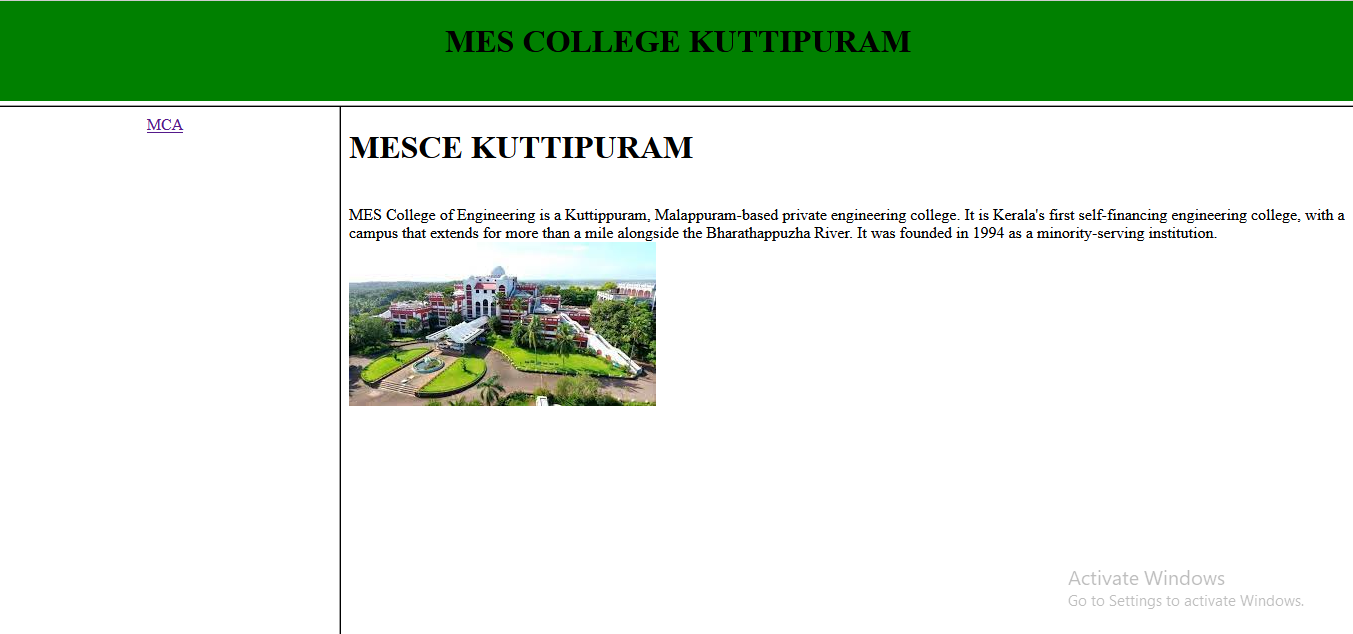 MES COLLEGE KUTTIPURAM
MCA
MESCE KUTTIPURAM
MES College of Engineering is a Kuttippuram, Malappuram-based private engineering college. It is Kerala's first self-financing engineering college, with a
campus that extends for more than a mile alongside the Bharathappuzha River. It was founded in 1994 as a minority-serving institution.
Activate Windows
Go to Settings to activate Windows.